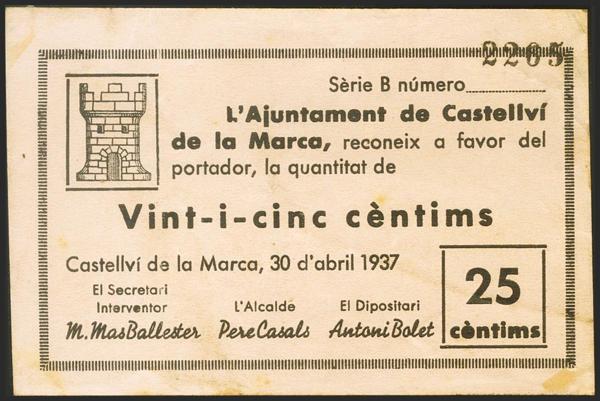 2205
Sèrie B número
L'Ajuntament de Castellví
de la Marca, reconeix a favor del
portador, la quantitat de
Vint-i-cinc cèntims
Castellví de la Marca, 30 d'abril 1937
El Secretari
Interventor
M. Mas Ballester
L'Alcalde
Pere Casals
El Dipositari
Antoni Bolet
25
cèntims